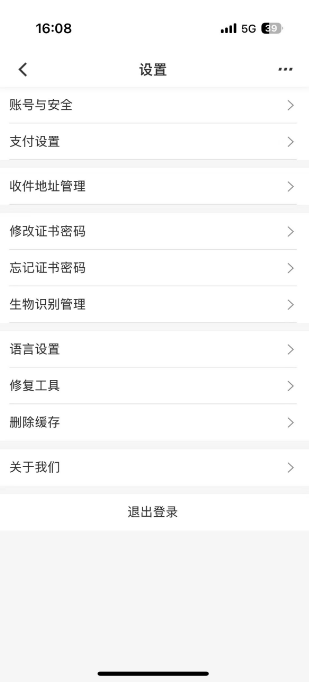 16:08 5G 39
设置
账号与安全
支付设置
收件地址管理
修改证书密码
忘记证书密码
生物识别管理
语言设置
修复工具
删除缓存
关于我们
退出登录